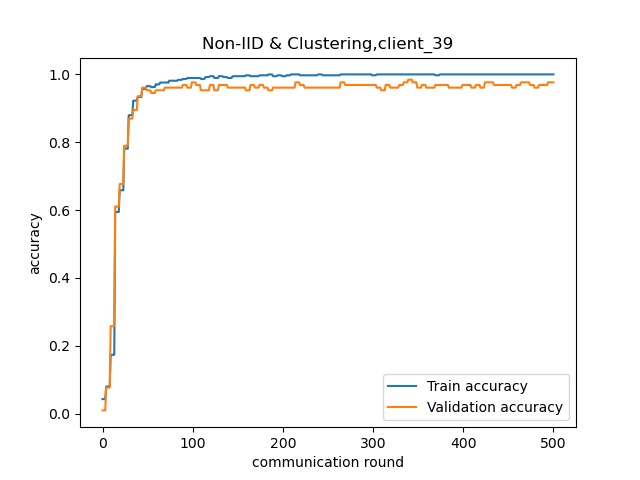 Non-IID & Clustering,client_39
1.0
0.8
0.6
0.4
0.2
0.0
accuracy
0 100 200 300 400 500
communication round
Train accuracy
Validation accuracy